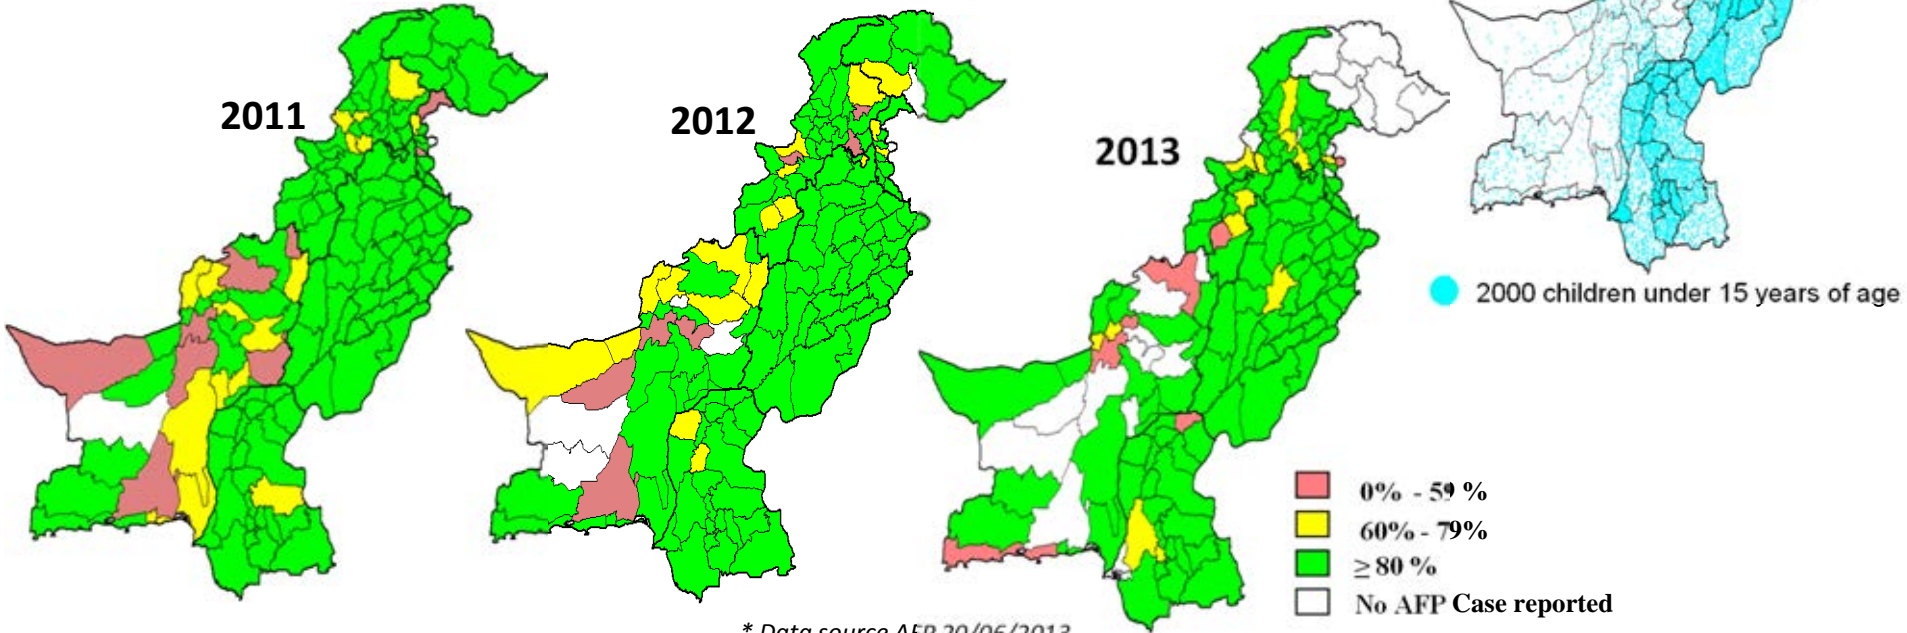 2011
2012
2013
2000 children under 15 years of age
0% - 59 %
60% - 79%
≥ 80 %
No AFP Case reported
* Data source AFP 20/06/2013